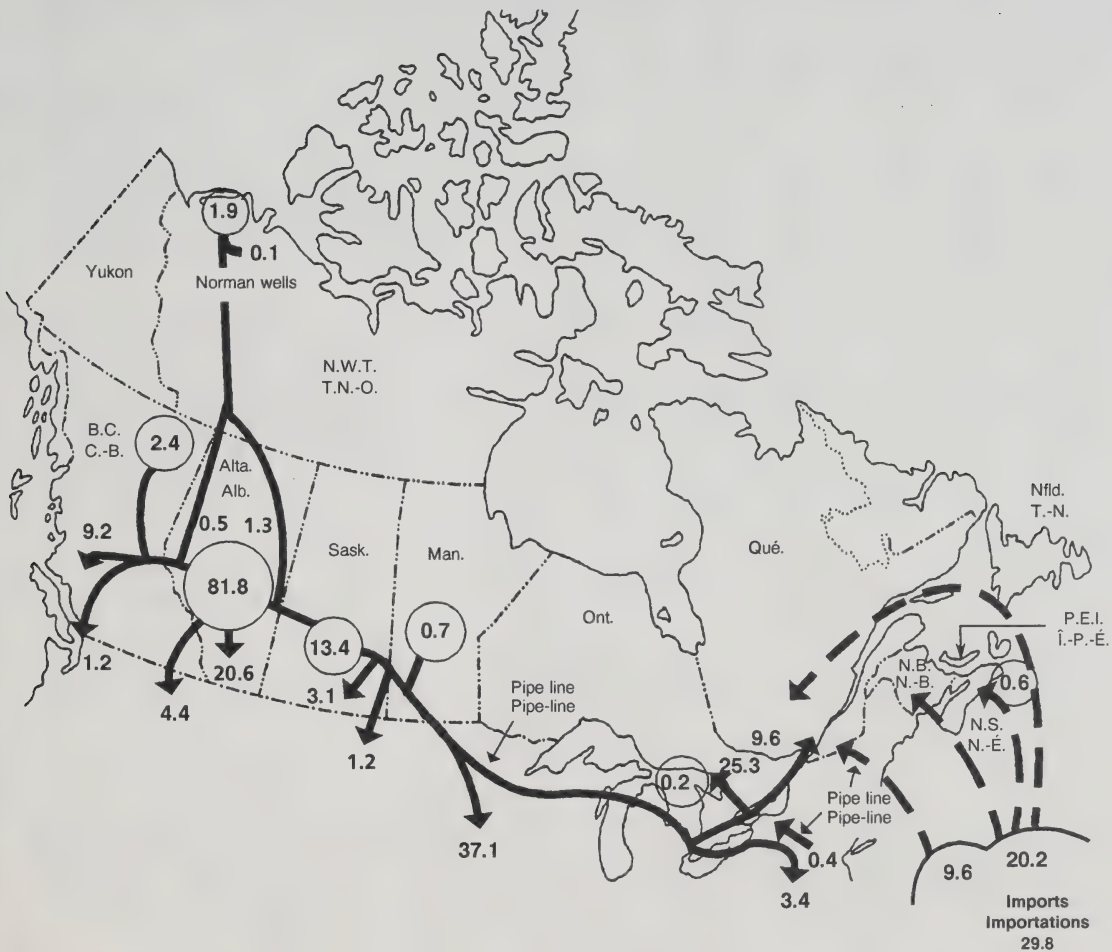 1.9
0.1
Yukon
Norman wells
N.W.T.
T.N.-O.
B.C.
C.-B.
2.4
Alta.
Alb.
0.5
1.3
9.2
Sask.
Man.
Ont.
Qué.
Nfld.
T.-N.
81.8
13.4
0.7
P.E.I.
Î.-P.-É.
N.B.
N.-B.
0.6
N.S.
N.-É.
1.2
4.4
20.6
3.1
1.2
Pipe line
Pipe-line
37.1
9.6
25.3
0.2
Pipe line
Pipe-line
0.4
3.4
9.6
20.2
Imports
Importations
29.8